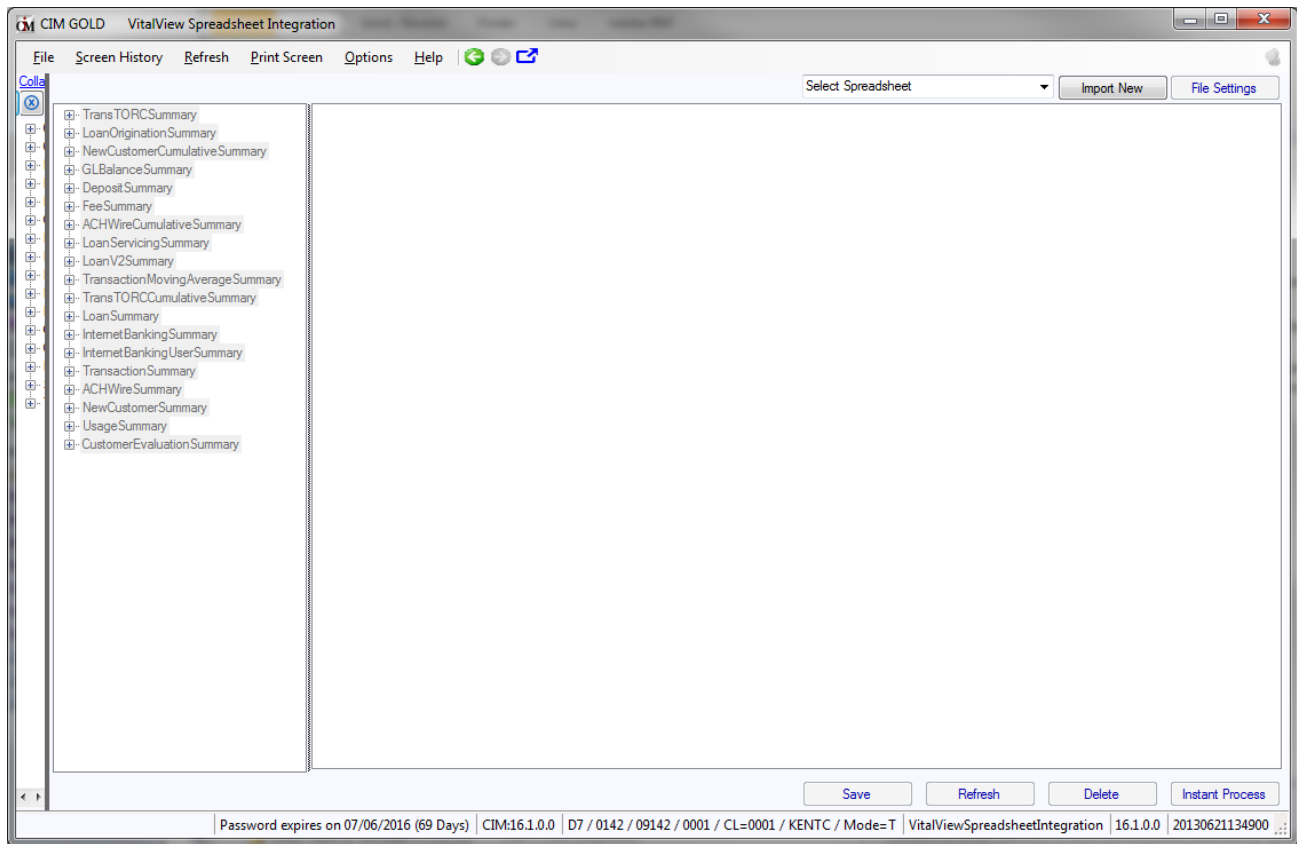 CIM GOLD VitalView Spreadsheet Integration
File Screen History Refresh Print Screen Options Help
Colla
Select Spreadsheet Import New File Settings
TransTORCSummary
LoanOriginationSummary
NewCustomerCumulativeSummary
GLBalanceSummary
DepositSummary
FeeSummary
ACHWireCumulativeSummary
LoanServicingSummary
LoanV2Summary
TransactionMovingAverageSummary
TransTORCCumulativeSummary
LoanSummary
InternetBankingSummary
InternetBankingUserSummary
TransactionSummary
ACHWireSummary
NewCustomerSummary
UsageSummary
CustomerEvaluationSummary
Save Refresh Delete Instant Process
Password expires on 07/06/2016 (69 Days) CIM:16.1.0.0 D7 / 0142 / 09142 / 0001 / CL=0001 / KENTC / Mode=T VitalViewSpreadsheetIntegration 16.1.0.0 20130621134900